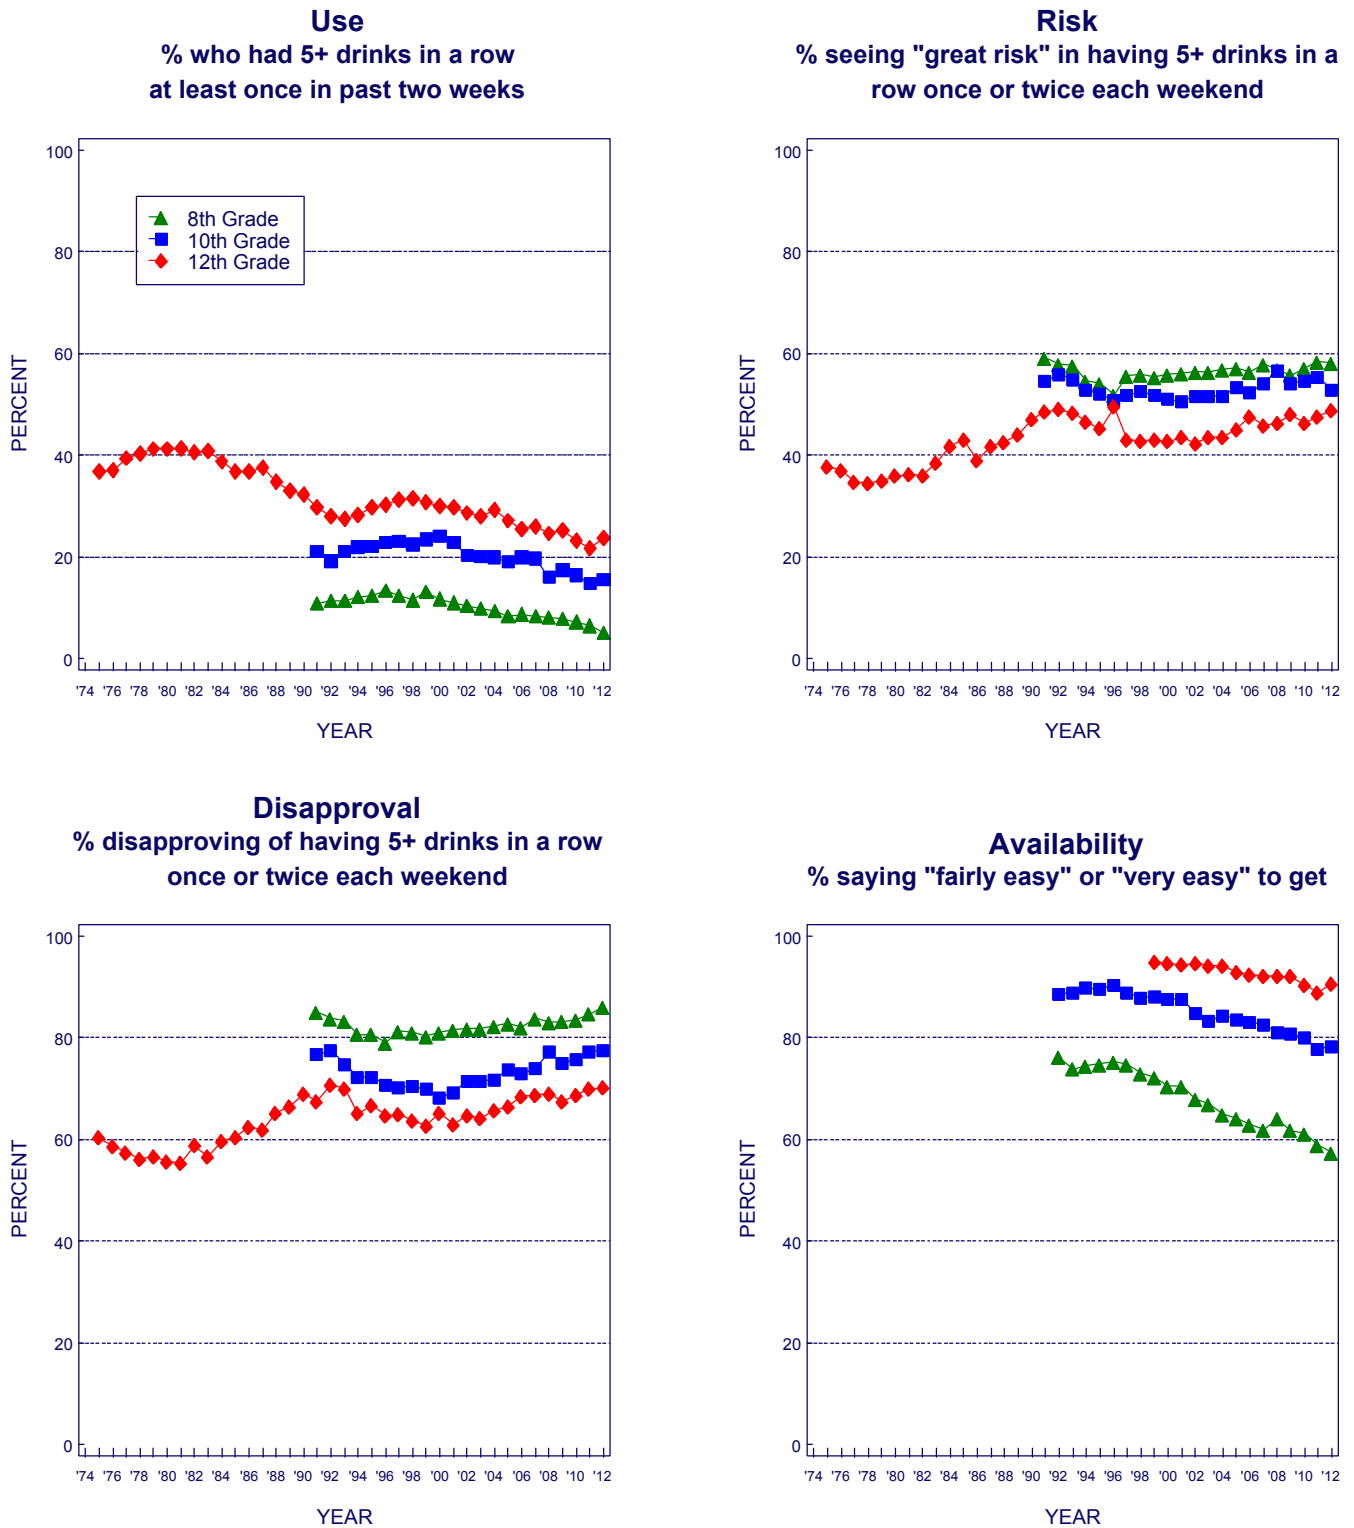 Use
% who had 5+ drinks in a row
at least once in past two weeks
100
80
60
40
20
0
PERCENT
8th Grade
10th Grade
12th Grade
'74 '76 '78 '80 '82 '84 '86 '88 '90 '92 '94 '96 '98 '00 '02 '04 '06 '08 '10 '12
YEAR
Risk
% seeing "great risk" in having 5+ drinks in a
row once or twice each weekend
100
80
60
40
20
0
PERCENT
'74 '76 '78 '80 '82 '84 '86 '88 '90 '92 '94 '96 '98 '00 '02 '04 '06 '08 '10 '12
YEAR
Disapproval
% disapproving of having 5+ drinks in a row
once or twice each weekend
100
80
60
40
20
0
PERCENT
'74 '76 '78 '80 '82 '84 '86 '88 '90 '92 '94 '96 '98 '00 '02 '04 '06 '08 '10 '12
YEAR
Availability
% saying "fairly easy" or "very easy" to get
100
80
60
40
20
0
PERCENT
'74 '76 '78 '80 '82 '84 '86 '88 '90 '92 '94 '96 '98 '00 '02 '04 '06 '08 '10 '12
YEAR